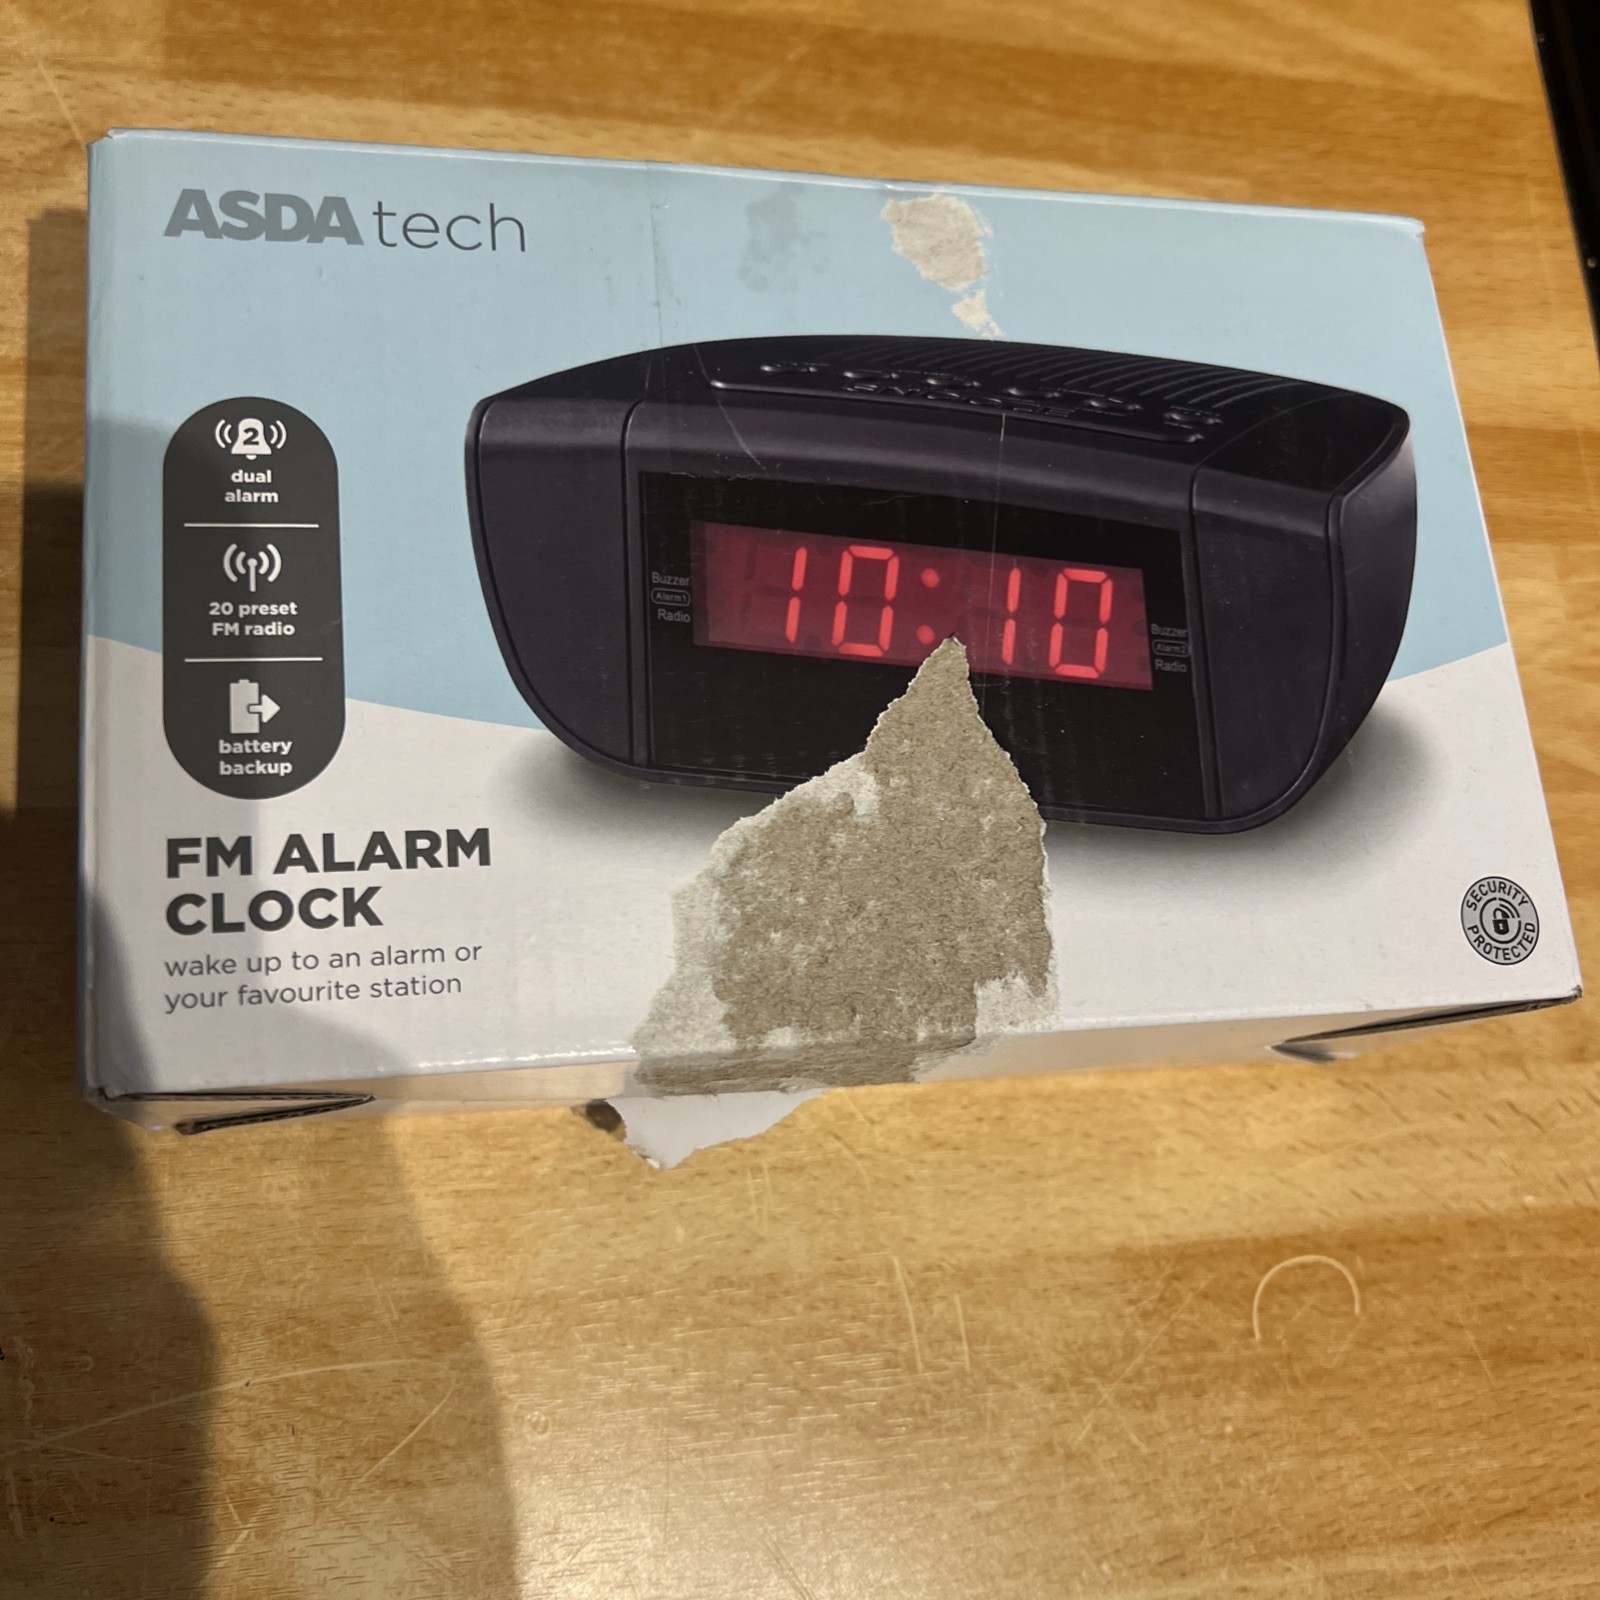 ASDA tech
2
dual
alarm
20 preset
FM radio
battery
backup
FM ALARM
CLOCK
wake up to an alarm or
your favourite station
SNOOZE
Buzzer
Alarm1
Radio
10:10
Buzzer
Alarm2
Radio
SECURITY
PROTECTED